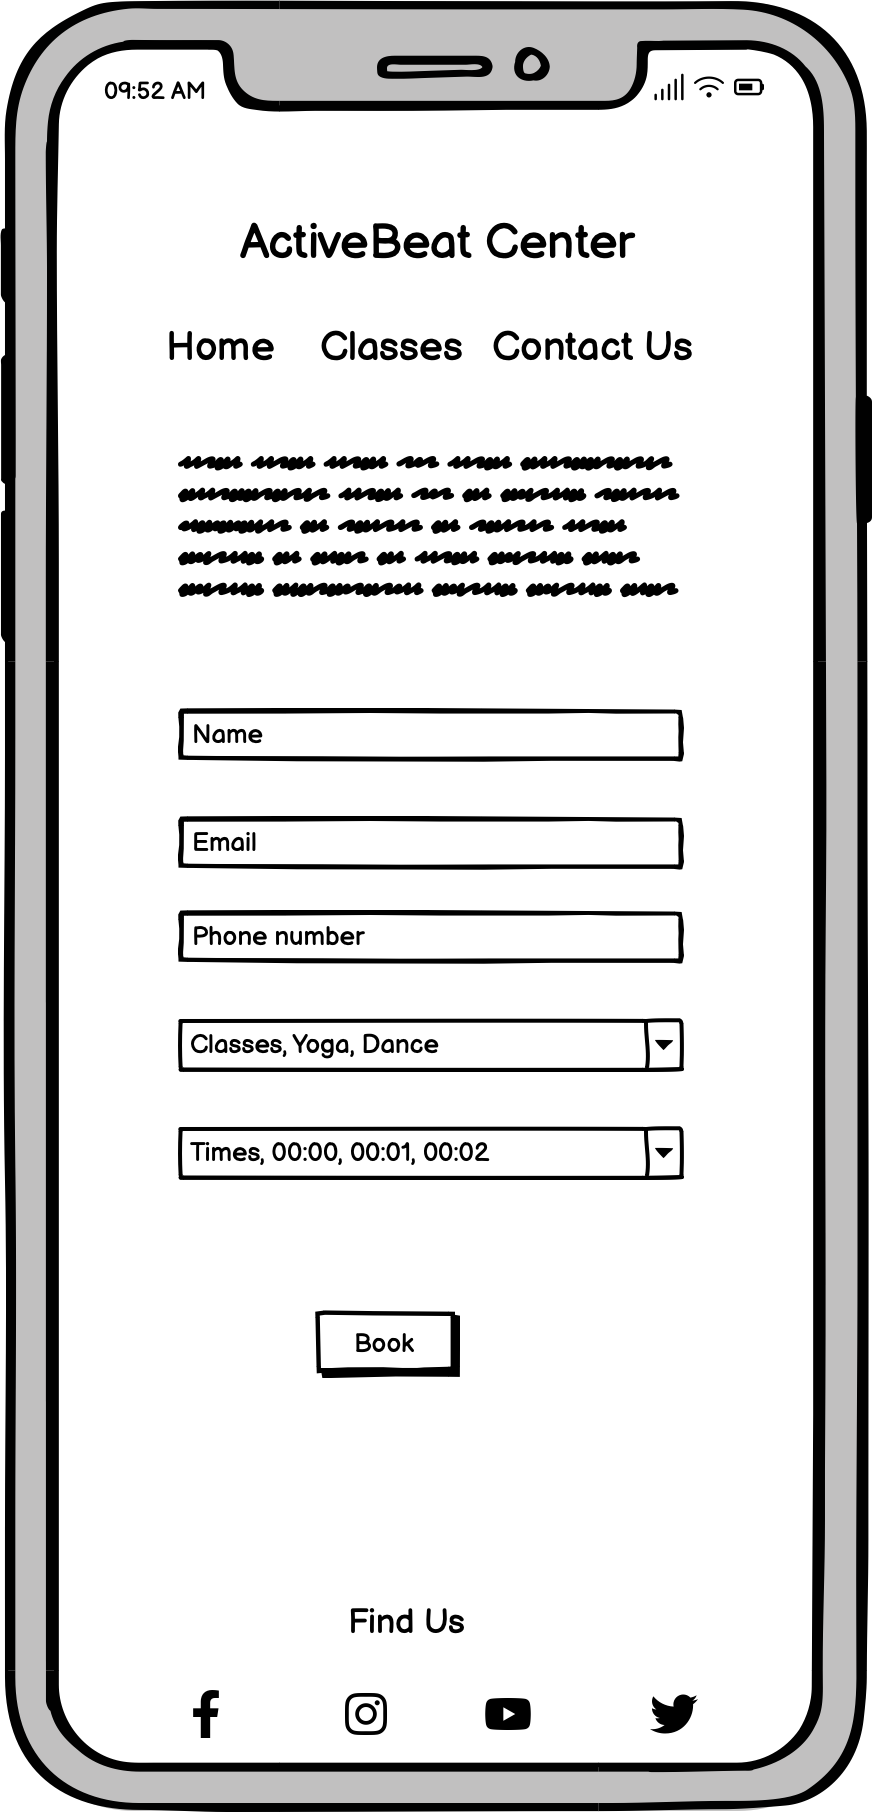 09:52 AM
ActiveBeat Center
Home Classes Contact Us
Name
Email
Phone number
Classes, Yoga, Dance
Times, 00:00, 00:01, 00:02
Book
Find Us